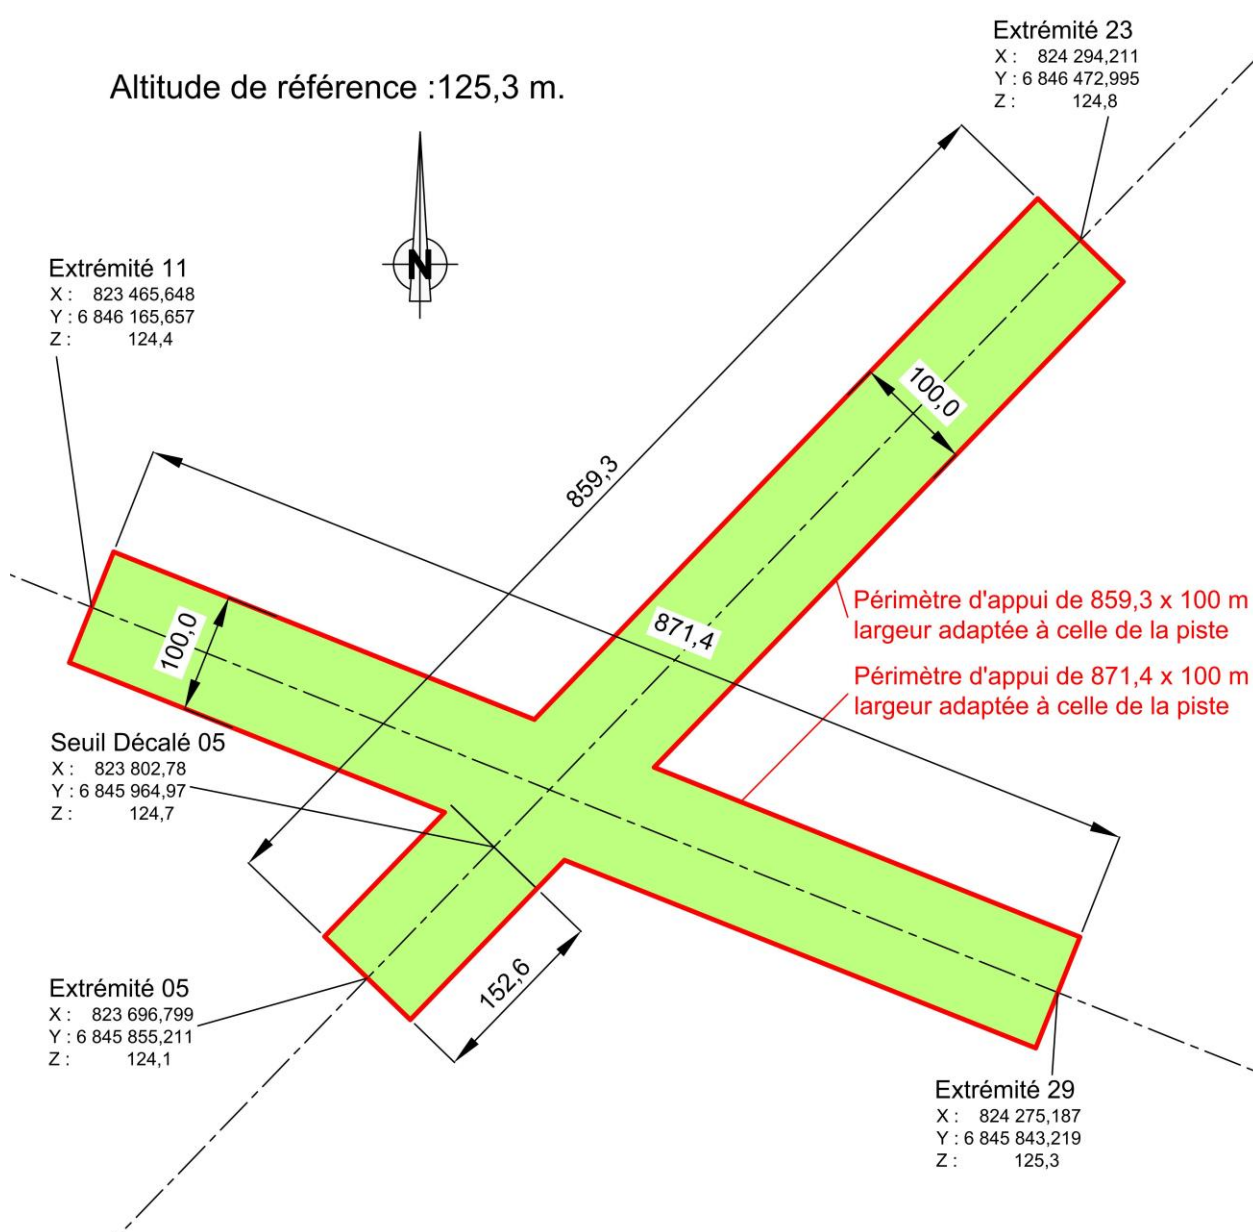 Extrémité 23
X : 824 294,211
Y : 6 846 472,995
Z : 124,8
Altitude de référence :125,3 m.
N
Extrémité 11
X : 823 465,648
Y : 6 846 165,657
Z : 124,4
100,0
859,3
871,4
100,0
Périmètre d'appui de 859,3 x 100 m
largeur adaptée à celle de la piste
Périmètre d'appui de 871,4 x 100 m
largeur adaptée à celle de la piste
Seuil Décalé 05
X : 823 802,78
Y : 6 845 964,97
Z : 124,7
152,6
Extrémité 05
X : 823 696,799
Y : 6 845 855,211
Z : 124,1
Extrémité 29
X : 824 275,187
Y : 6 845 843,219
Z : 125,3